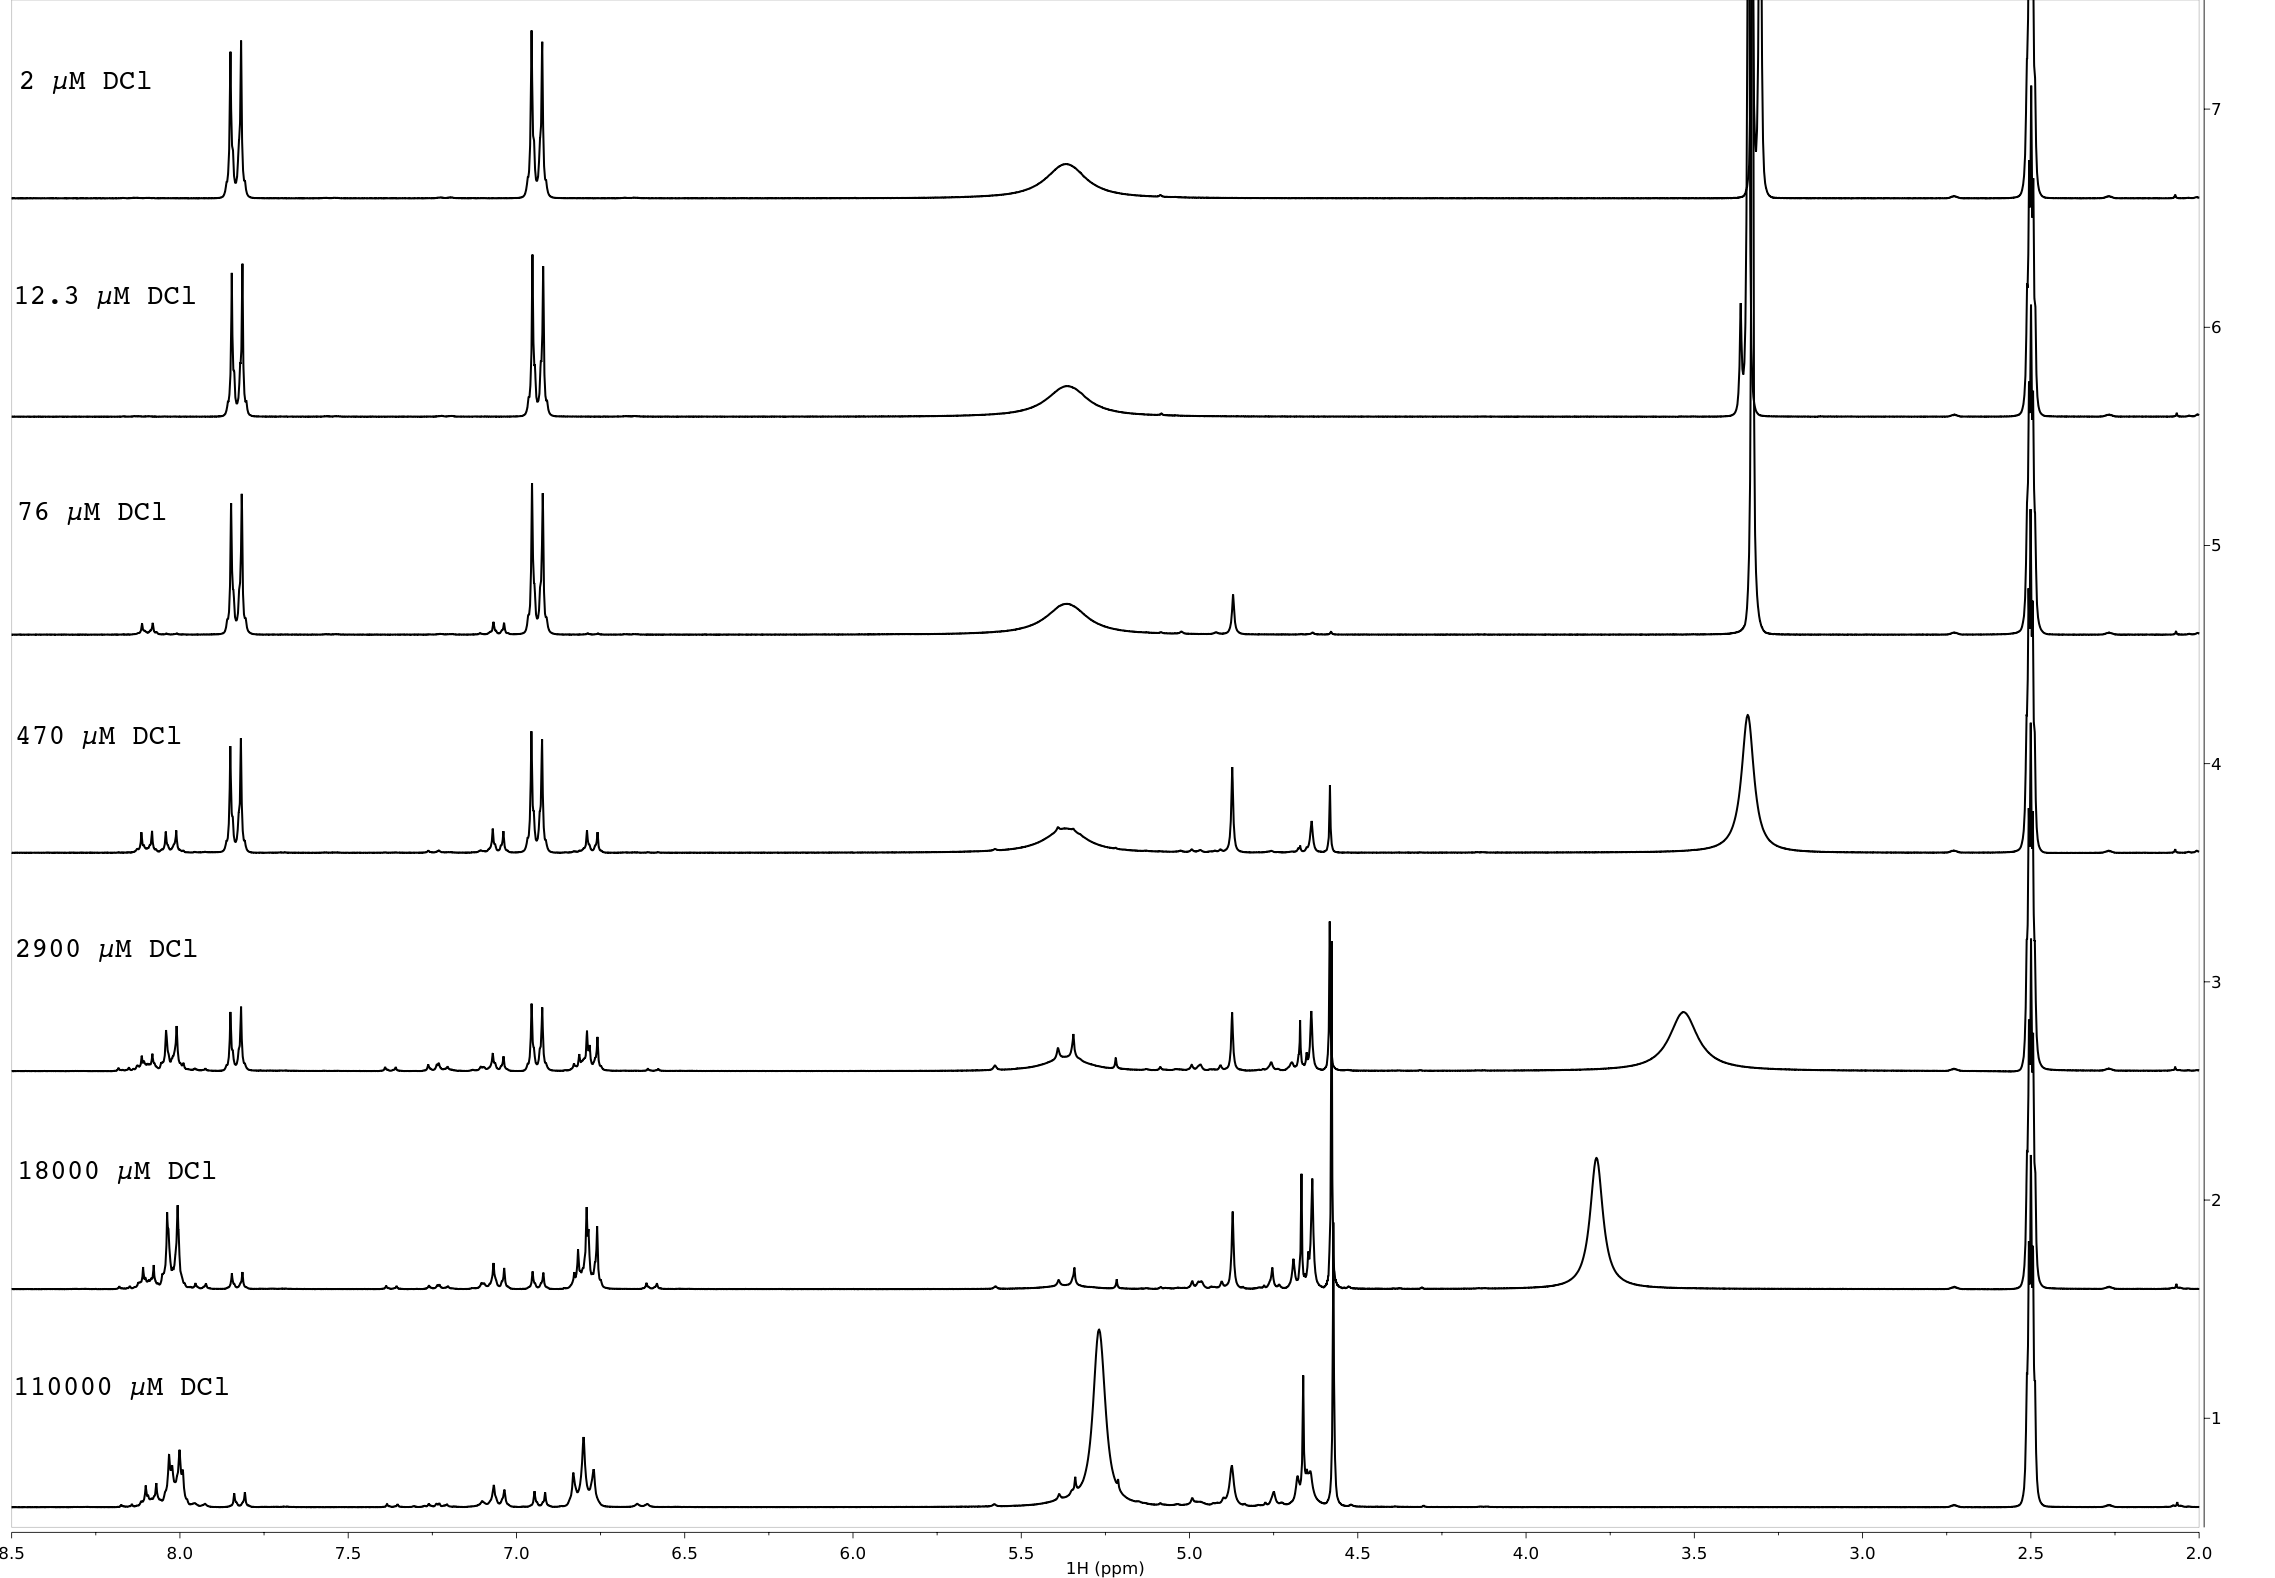 2 μM DCl
7
12.3 μM DCl
6
76 μM DCl
5
470 μM DCl
4
2900 μM DCl
3
18000 μM DCl
2
110000 μM DCl
1
8.5 8.0 7.5 7.0 6.5 6.0 5.5 5.0 4.5 4.0 3.5 3.0 2.5 2.0
1H (ppm)